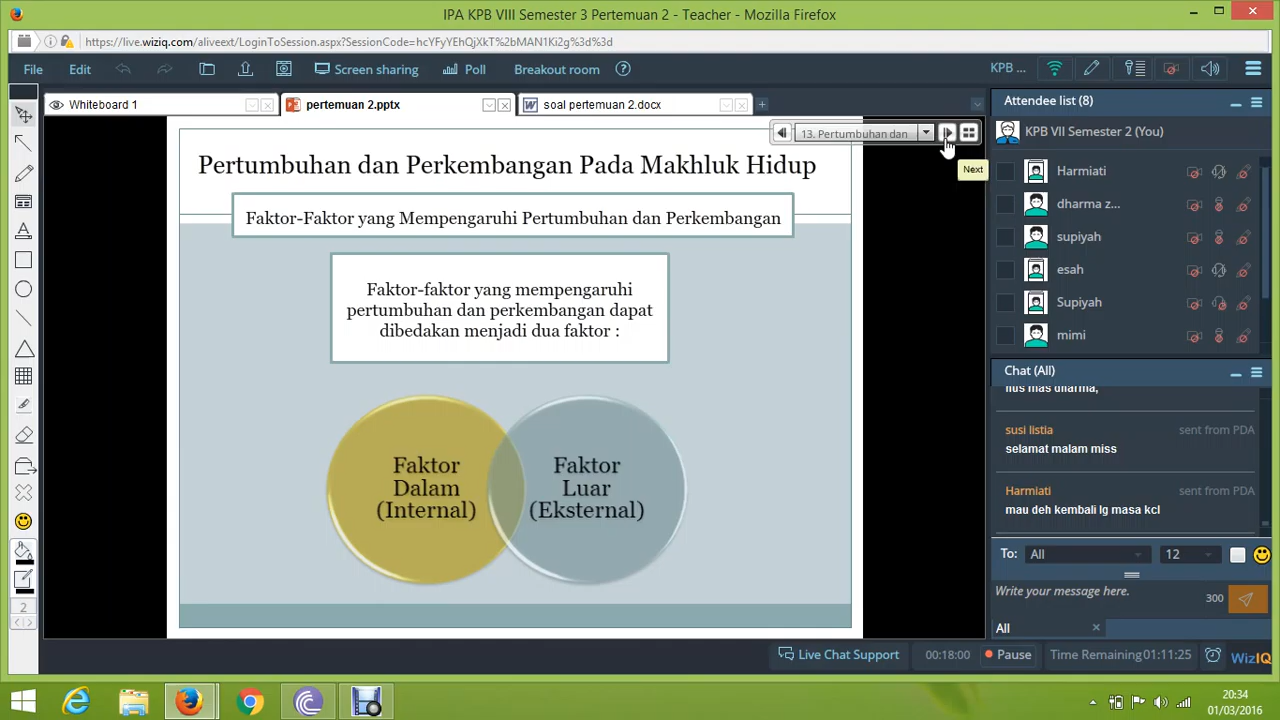 IPA KPB VIII Semester 3 Pertemuan 2 - Teacher - Mozilla Firefox
https://live.wiziq.com/aliveext/LoginToSession.aspx?SessionCode=hcYFyYEhQjXkT%2bMAN1Ki2g%3d%3d
File Edit Screen sharing Poll Breakout room ? KPB ...
Whiteboard 1 pertemuan 2.pptx soal pertemuan 2.docx
13. Pertumbuhan dan
Next
Pertumbuhan dan Perkembangan Pada Makhluk Hidup
Faktor-Faktor yang Mempengaruhi Pertumbuhan dan Perkembangan
Faktor-faktor yang mempengaruhi
pertumbuhan dan perkembangan dapat
dibedakan menjadi dua faktor :
Faktor
Dalam
(Internal)
Faktor
Luar
(Eksternal)
2
Attendee list (8)
KPB VII Semester 2 (You)
Harmiati
dharma z...
supiyah
esah
Supiyah
mimi
Chat (All)
susi listia sent from PDA
selamat malam miss
Harmiati sent from PDA
mau deh kembali lg masa kcl
To: All 12
Write your message here. 300
All
Live Chat Support 00:18:00 Pause Time Remaining 01:11:25 WizIQ
20:34
01/03/2016